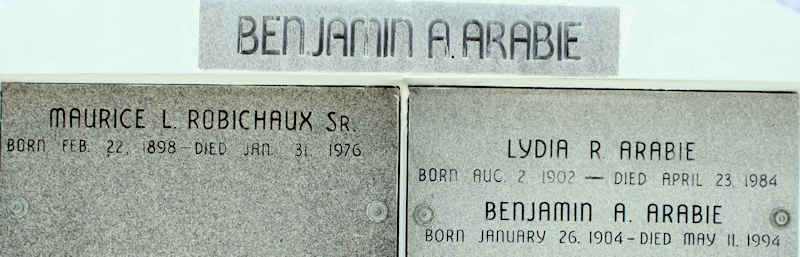 BENJAMIN A. ARABIE
MAURICE L. ROBICHAUX SR.
BORN FEB. 22, 1898 – DIED JAN. 31, 1976
LYDIA R. ARABIE
BORN AUG. 2, 1902 — DIED APRIL 23, 1984
BENJAMIN A. ARABIE
BORN JANUARY 26, 1904 – DIED MAY 11, 1994